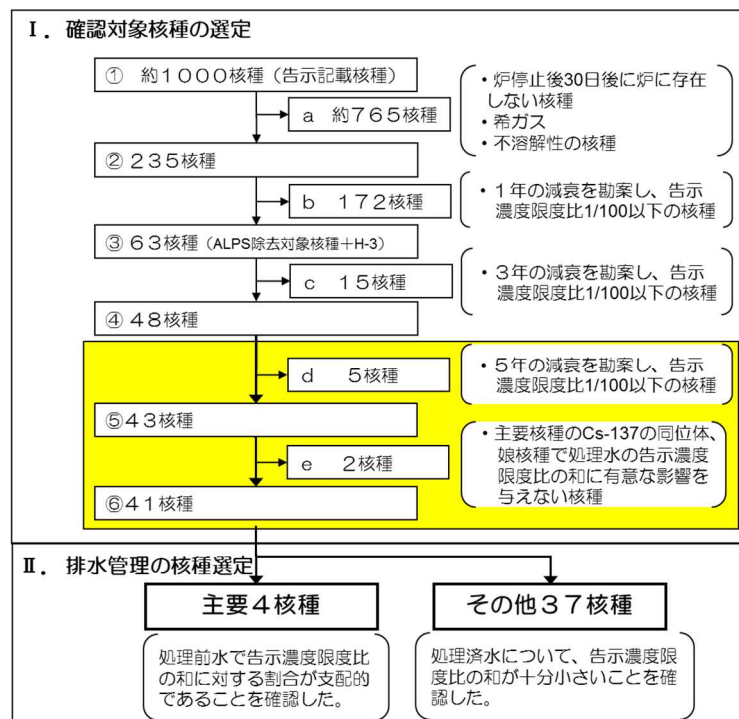 Ⅰ．確認対象核種の選定
① 約１０００核種（告示記載核種）
a 約７６５核種
・炉停止後30日後に炉に存在
しない核種
・希ガス
・不溶解性の核種
② ２３５核種
b １７２核種
・１年の減衰を勘案し、告示
濃度限度比1/100以下の核種
③ ６３核種（ALPS除去対象核種＋H-3）
c １５核種
・３年の減衰を勘案し、告示
濃度限度比1/100以下の核種
④ ４８核種
d ５核種
・５年の減衰を勘案し、告示
濃度限度比1/100以下の核種
⑤４３核種
e ２核種
・主要核種のCs-137の同位体、
娘核種で処理水の告示濃度
限度比の和に有意な影響を
与えない核種
⑥４１核種
Ⅱ．排水管理の核種選定
主要４核種
その他３７核種
処理前水で告示濃度限度比
の和に対する割合が支配的
であることを確認した。
処理済水について、告示濃度限
度比の和が十分小さいことを確
認した。